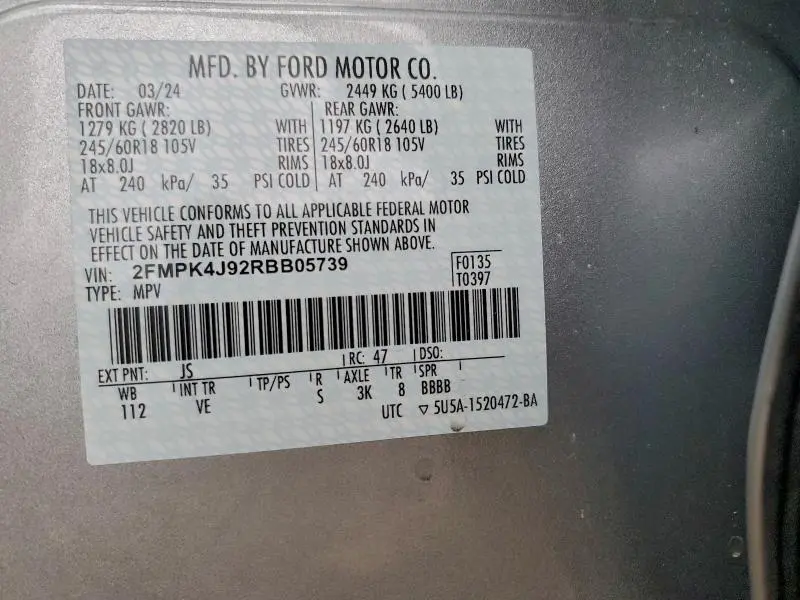 MFD. BY FORD MOTOR CO.
DATE: 03/24 GVWR: 2449 KG ( 5400 LB)
FRONT GAWR: REAR GAWR:
1279 KG ( 2820 LB) WITH 1197 KG ( 2640 LB) WITH
245/60R18 105V TIRES 245/60R18 105V TIRES
18x8.0J RIMS 18x8.0J RIMS
AT 240 kPa/ 35 PSI COLD AT 240 kPa/ 35 PSI COLD
THIS VEHICLE CONFORMS TO ALL APPLICABLE FEDERAL MOTOR
VEHICLE SAFETY AND THEFT PREVENTION STANDARDS IN
EFFECT ON THE DATE OF MANUFACTURE SHOWN ABOVE.
VIN: 2FMPK4J92RBB05739 F0135
TYPE: MPV T0397
EXT PNT: JS RC: 47 DSO:
WB INT TR TP/PS R AXLE TR SPR
112 VE S 3K 8 BBBB
UTC ▽ 5U5A-1520472-BA